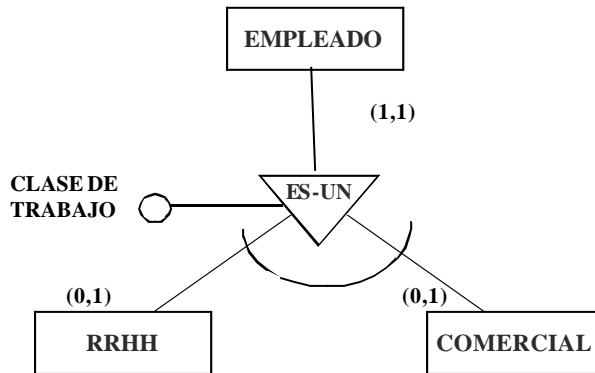 EMPLEADO
(1,1)
ES-UN
CLASE DE
TRABAJO
(0,1)
(0,1)
RRHH
COMERCIAL